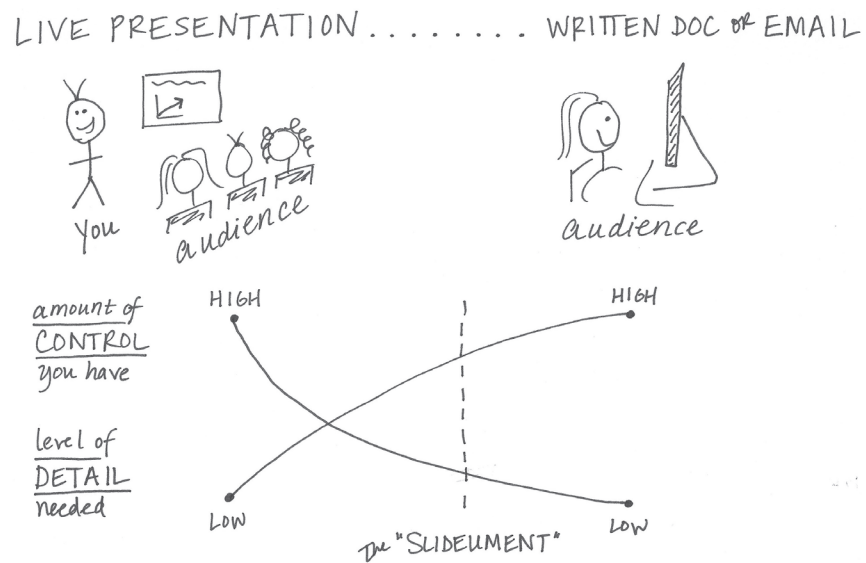 LIVE PRESENTATION........ WRITTEN DOC or EMAIL
you
audience
audience
amount of
CONTROL
you have
HIGH
HIGH
level of
DETAIL
needed
LOW
LOW
The "SLIDEUMENT"